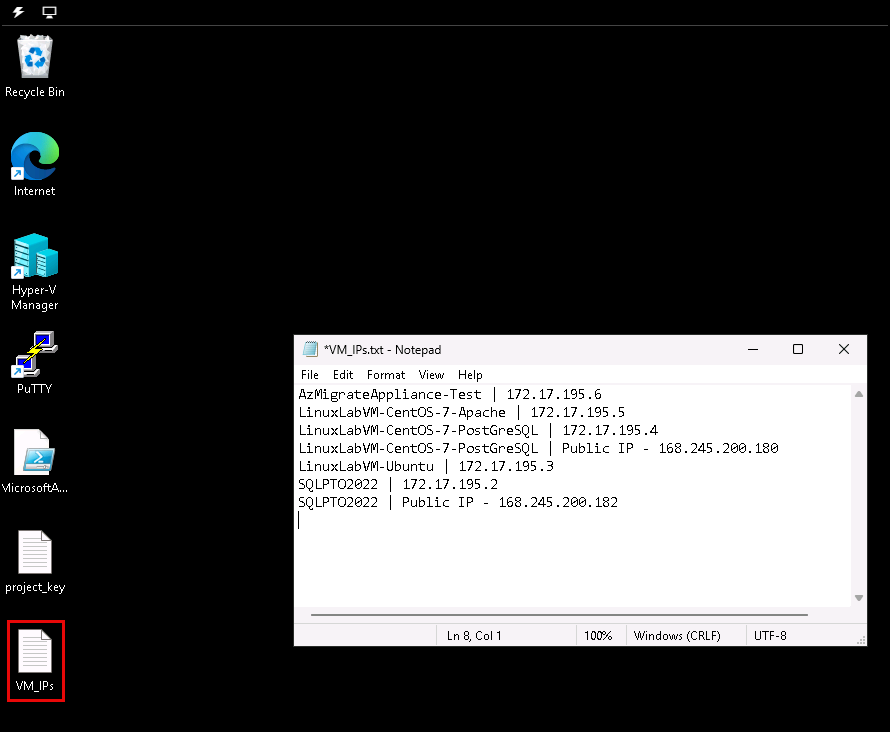 Recycle Bin
Internet
Hyper-V
Manager
PuTTY
MicrosoftA...
project_key
VM_IPs
*VM_IPs.txt - Notepad
File Edit Format View Help
AzMigrateAppliance-Test | 172.17.195.6
LinuxLabVM-CentOS-7-Apache | 172.17.195.5
LinuxLabVM-CentOS-7-PostGreSQL | 172.17.195.4
LinuxLabVM-CentOS-7-PostGreSQL | Public IP - 168.245.200.180
LinuxLabVM-Ubuntu | 172.17.195.3
SQLPTO2022 | 172.17.195.2
SQLPTO2022 | Public IP - 168.245.200.182
Ln 8, Col 1 100% Windows (CRLF) UTF-8